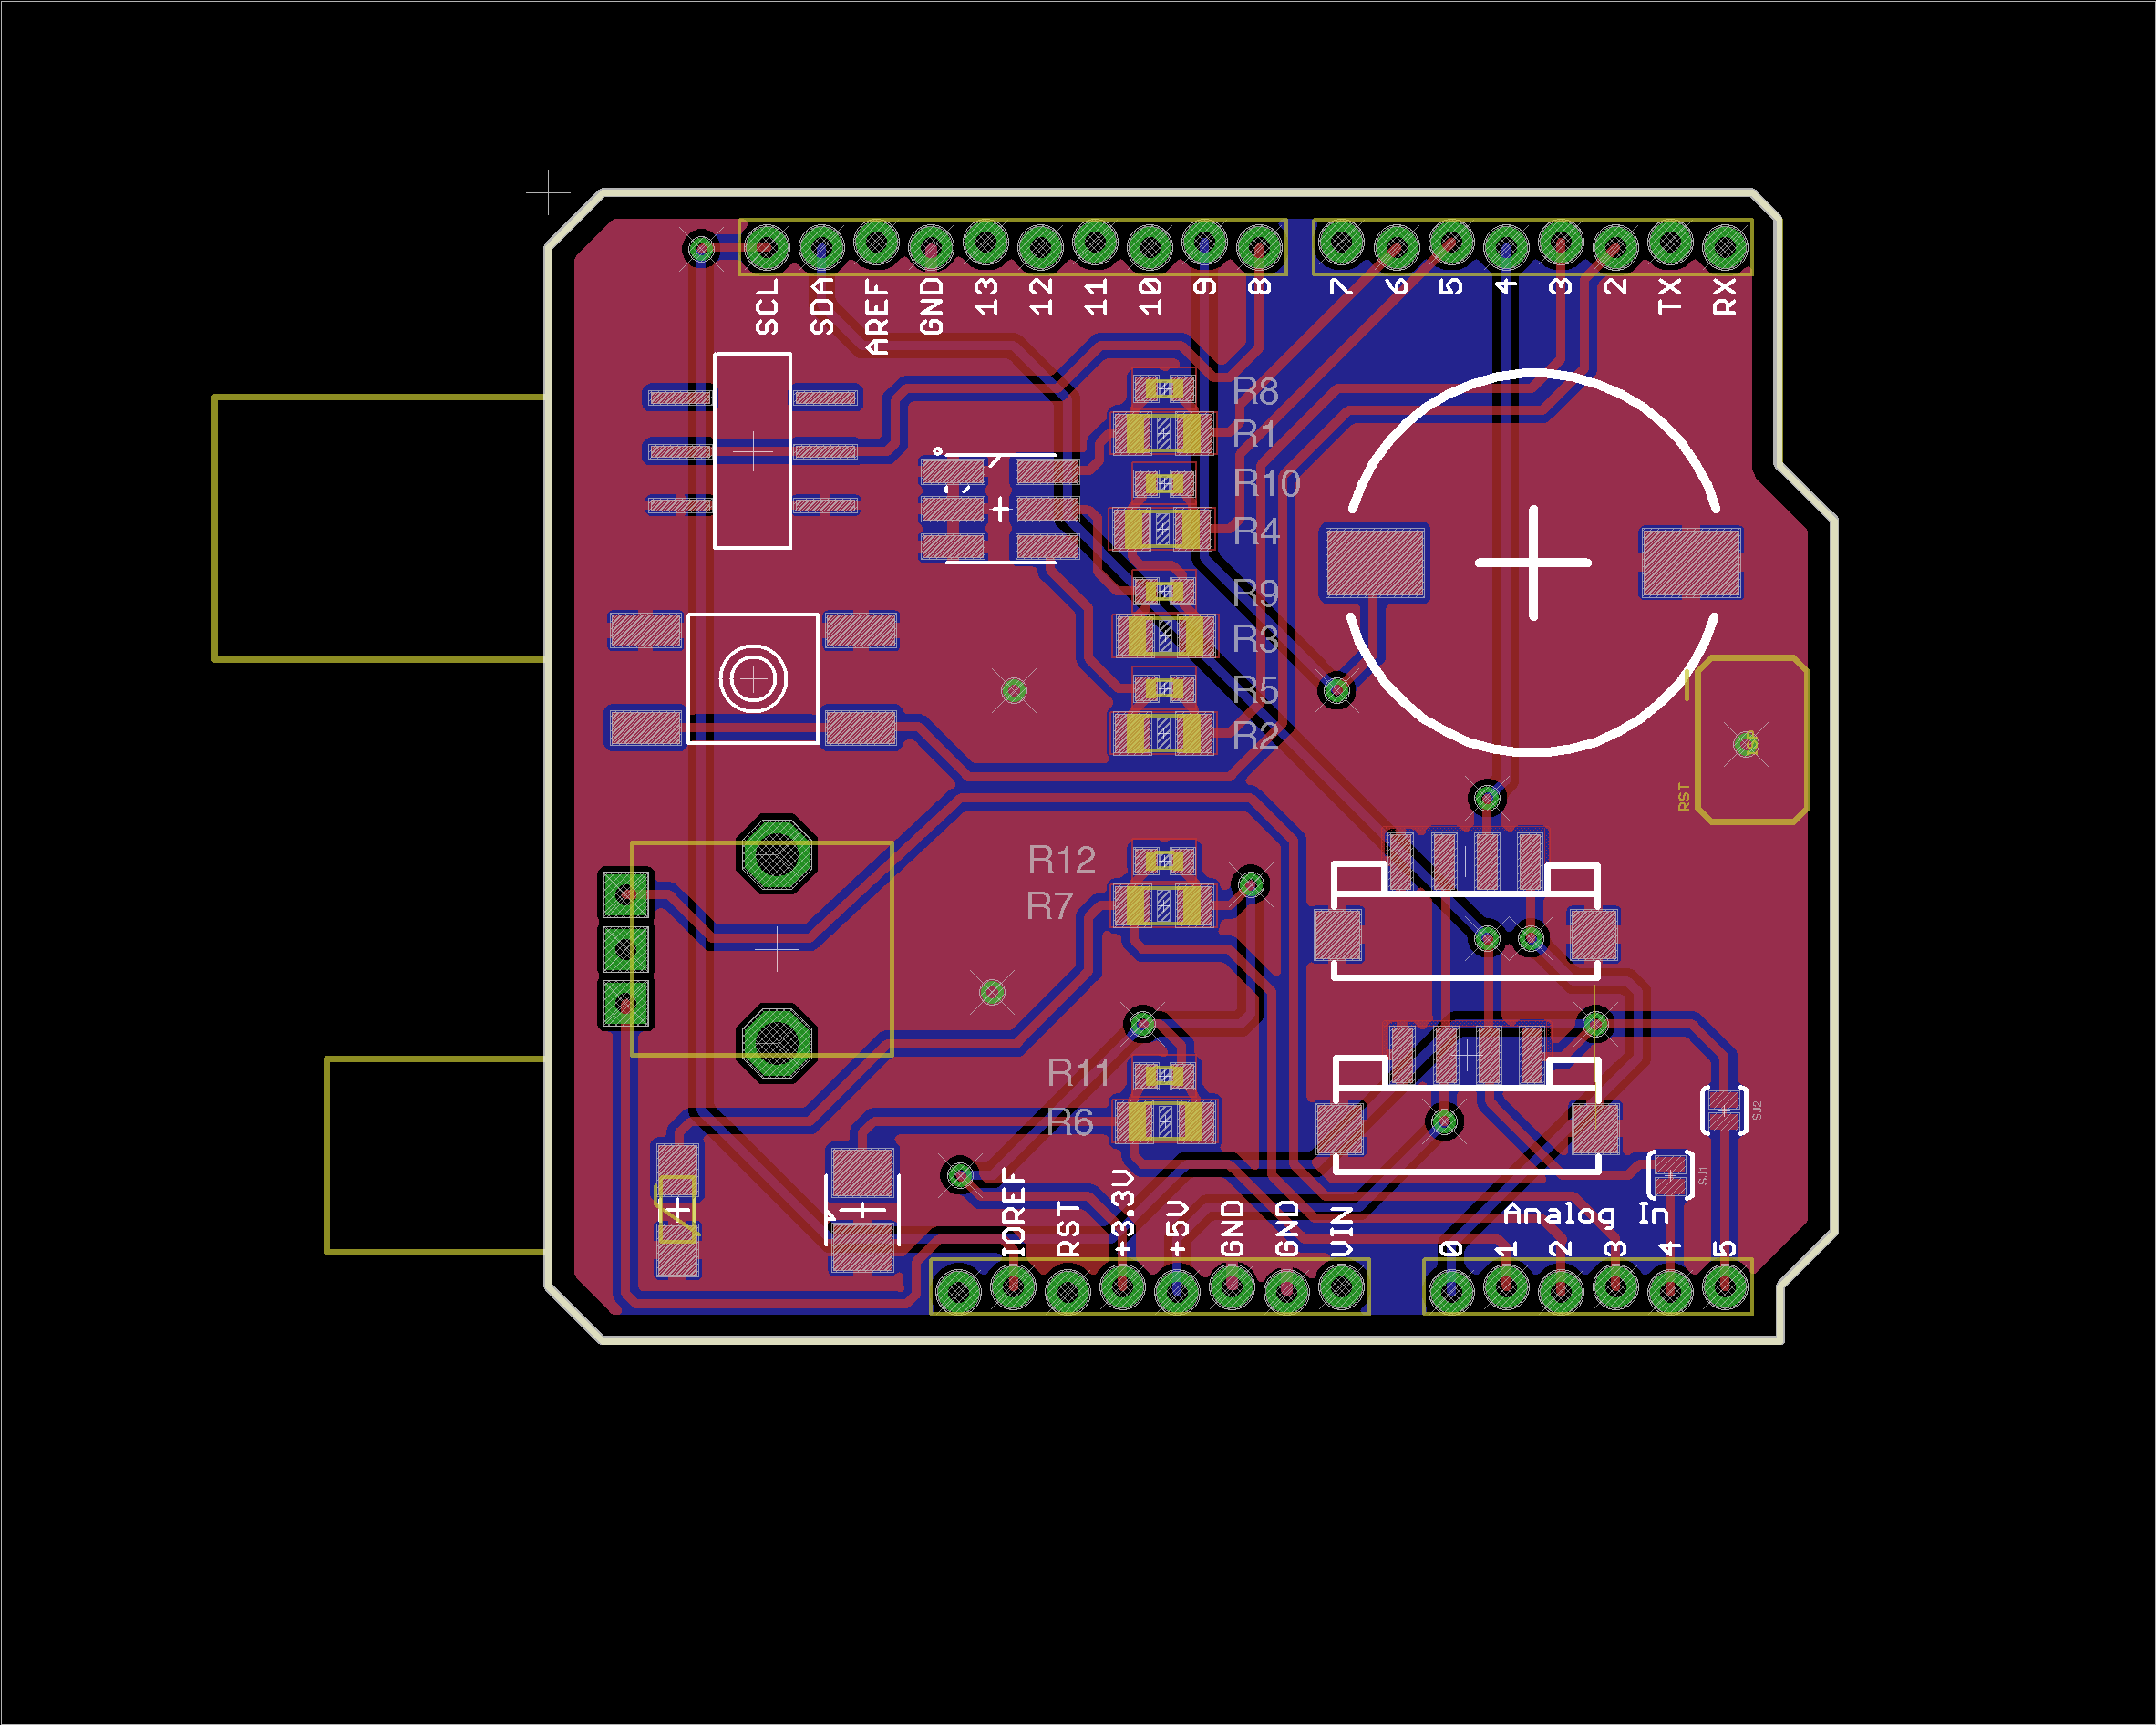 SCL SDA AREF GND 13 12 11 10 9 8 7 6 5 4 3 2 TX RX
R8
R1
R10
R4
R9
R3
R5
R2
ISP
RST
R12
R7
R11
R6
SJ2
SJ1
IOREF RST +3.3V +5V GND GND VIN
Analog In
0 1 2 3 4 5